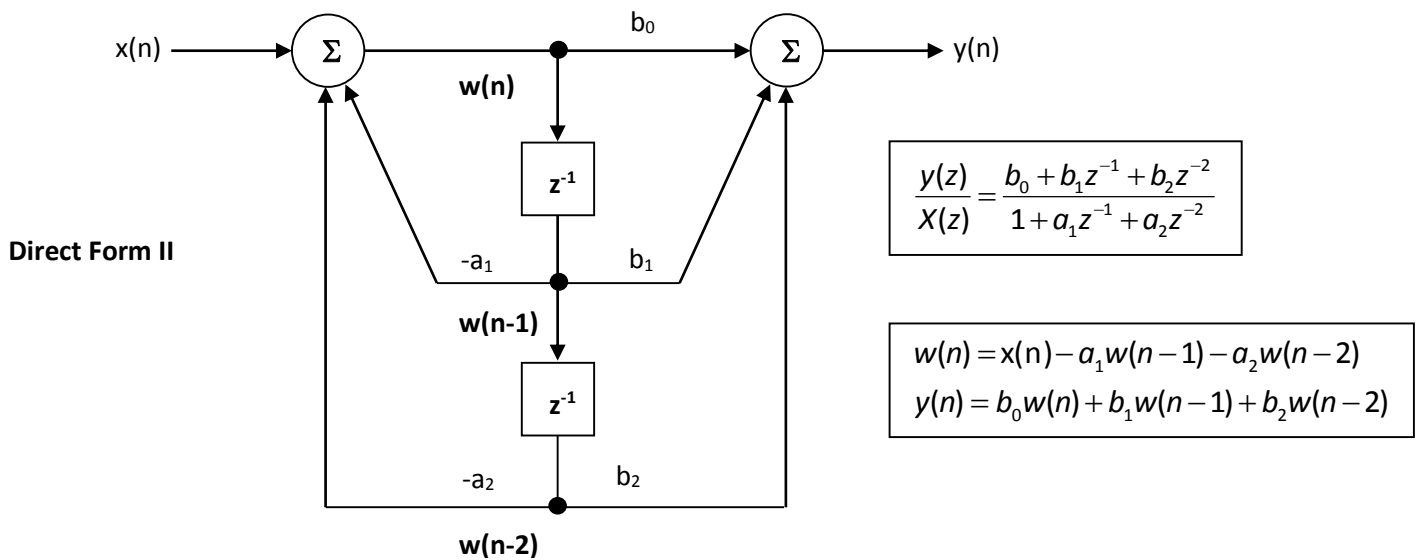 b₀
x(n) Σ Σ y(n)
w(n)
z⁻¹
y(z)/X(z) = (b₀ + b₁z⁻¹ + b₂z⁻²)/(1 + a₁z⁻¹ + a₂z⁻²)
Direct Form II
-a₁ b₁
w(n-1)
w(n) = x(n) − a₁w(n−1) − a₂w(n−2)
y(n) = b₀w(n) + b₁w(n−1) + b₂w(n−2)
z⁻¹
-a₂ b₂
w(n-2)